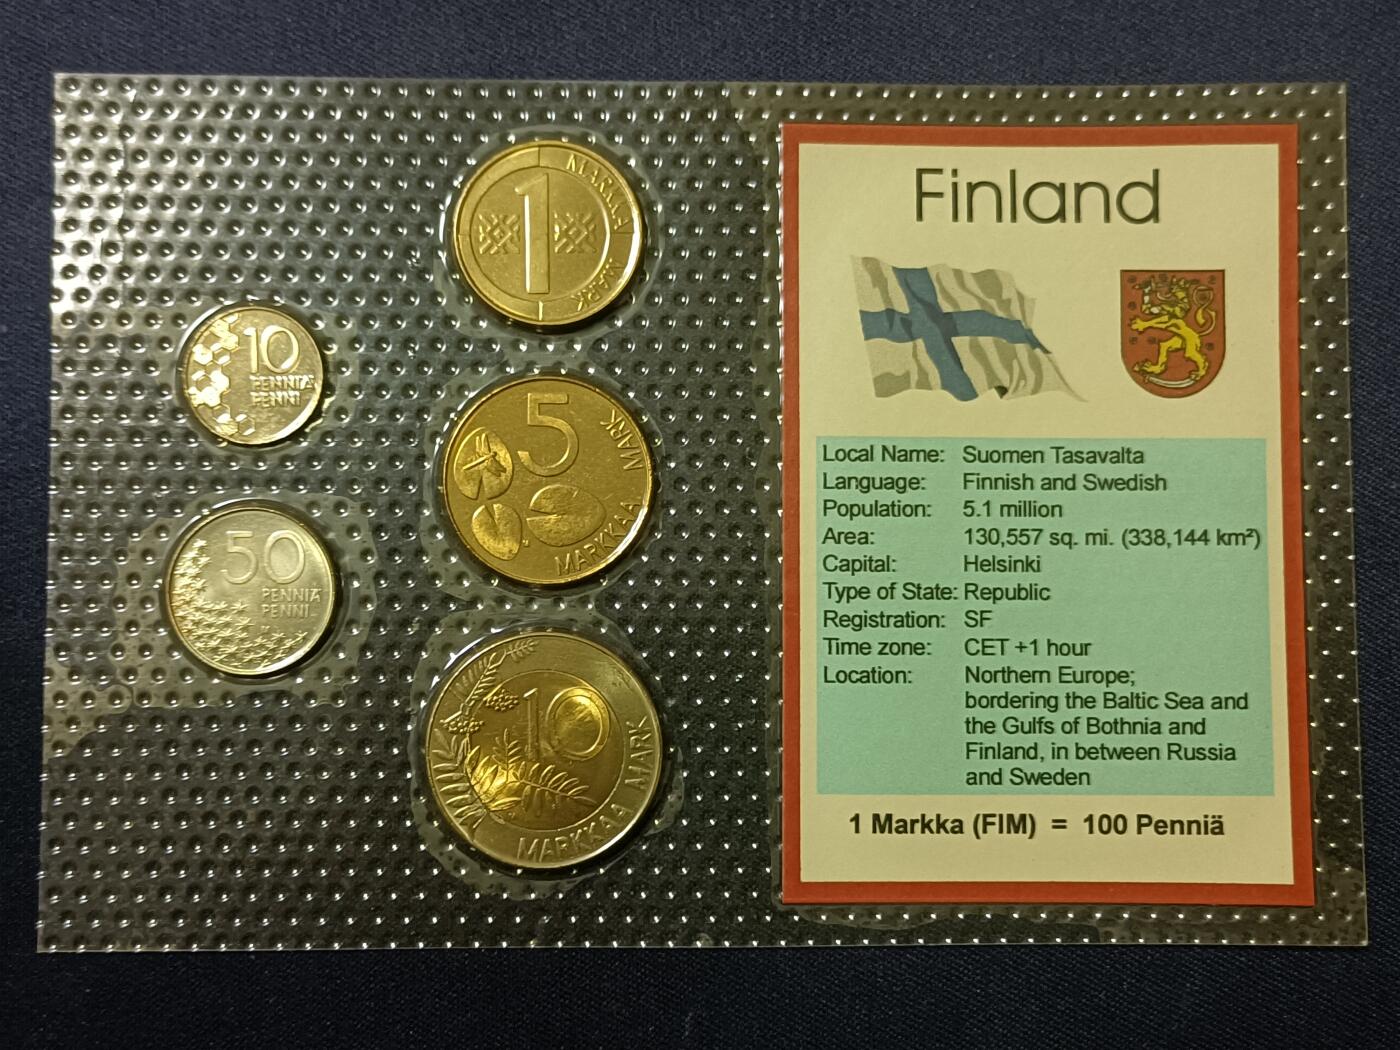 1
MARKKA
MARK
10
PENNIÄ
PENNI
5
MARKKAA
MARK
50
PENNIÄ
PENNI
10
MARKKAA MARK
Finland
Local Name: Suomen Tasavalta
Language: Finnish and Swedish
Population: 5.1 million
Area: 130,557 sq. mi. (338,144 km²)
Capital: Helsinki
Type of State: Republic
Registration: SF
Time zone: CET +1 hour
Location: Northern Europe;
bordering the Baltic Sea and
the Gulfs of Bothnia and
Finland, in between Russia
and Sweden
1 Markka (FIM) = 100 Penniä